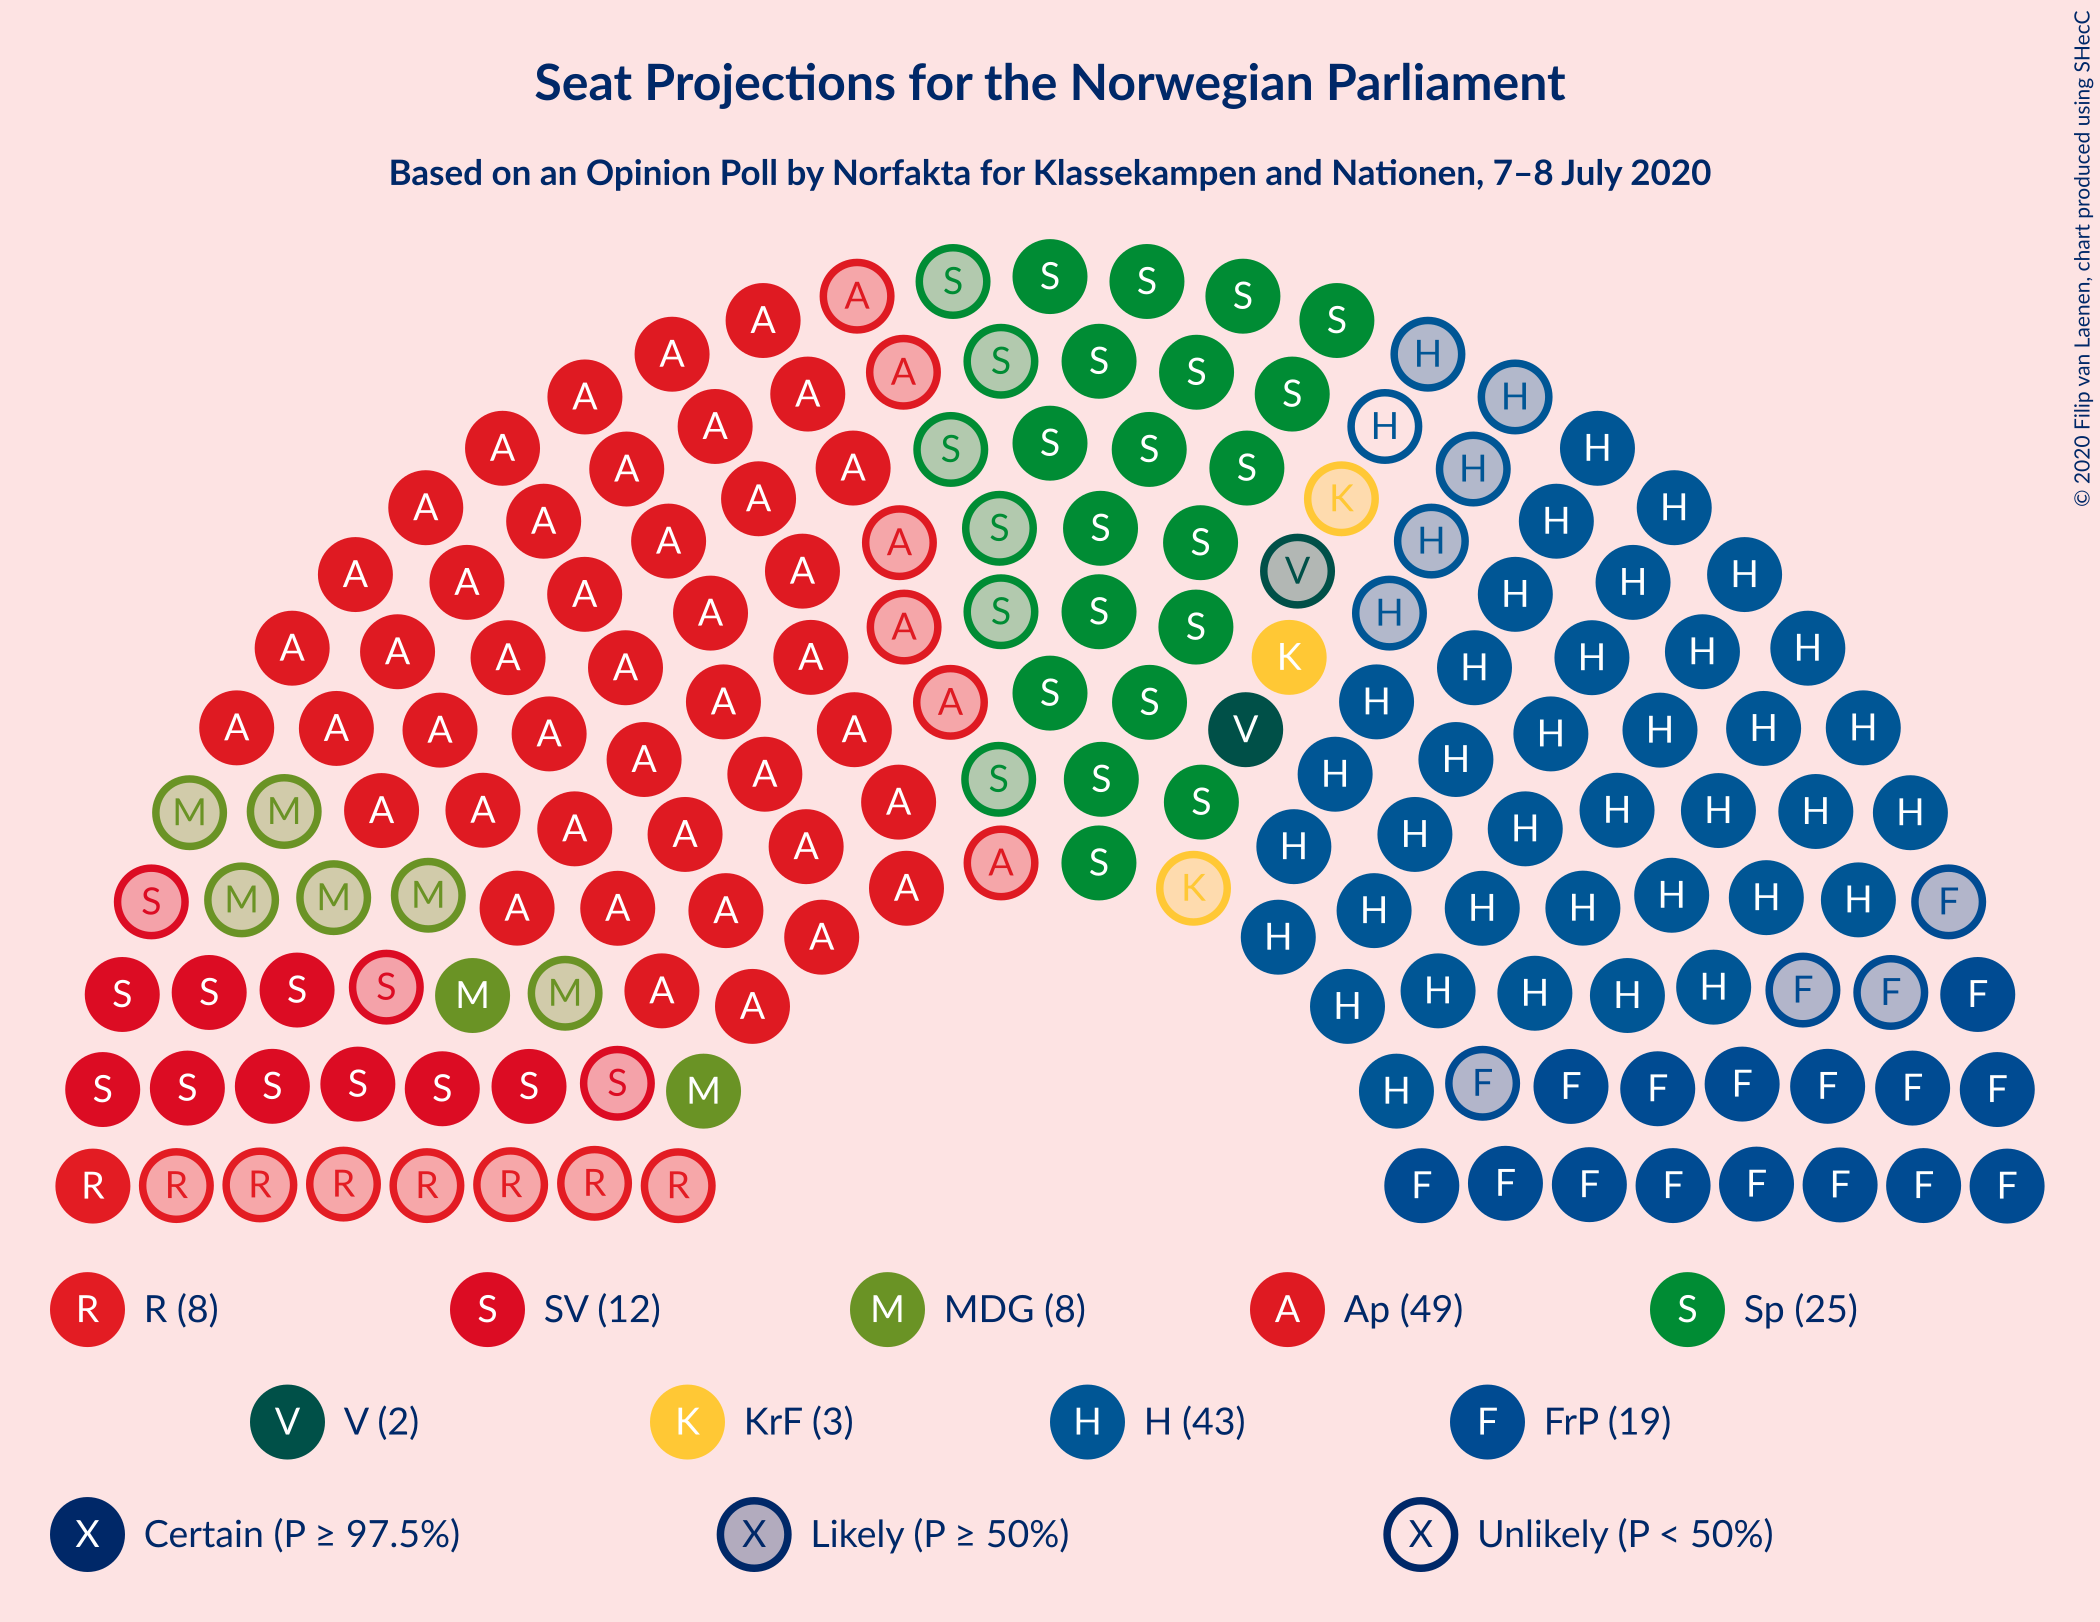 Seat Projections for the Norwegian Parliament
Based on an Opinion Poll by Norfakta for Klassekampen and Nationen, 7–8 July 2020
© 2020 Filip van Laenen, chart produced using SHecC
A S S S S
A A S
A A S S S H
A A S H H
A A S S S S H H
A A A K H
A A A S S H H
A A A V H
A A A S S S H H
A A A A K H H H
A A A A S S H H H
A A A A A V H H H H
A A A A S S S H H H
M M A A A A H H H H H H
A A A S S K H
S M M M A A A H H H H H H F
A H
S S S S M M A A H H H H H F F F
S S S S S S S M H F F F F F F F
R R R R R R R R F F F F F F F F
R R (8) S SV (12) M MDG (8) A Ap (49) S Sp (25)
V V (2) K KrF (3) H H (43) F FrP (19)
X Certain (P ≥ 97.5%) X Likely (P ≥ 50%) X Unlikely (P < 50%)